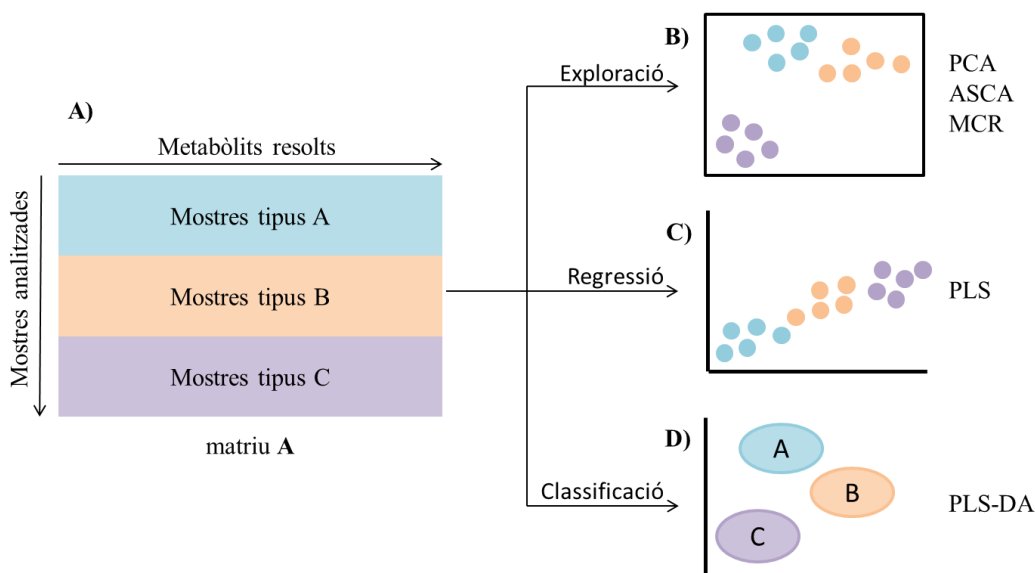 A)
Metabòlits resolts
Mostres analitzades
Mostres tipus A
Mostres tipus B
Mostres tipus C
matriu A
Exploració
B)
PCA
ASCA
MCR
Regressió
C)
PLS
Classificació
D)
A
B
C
PLS-DA